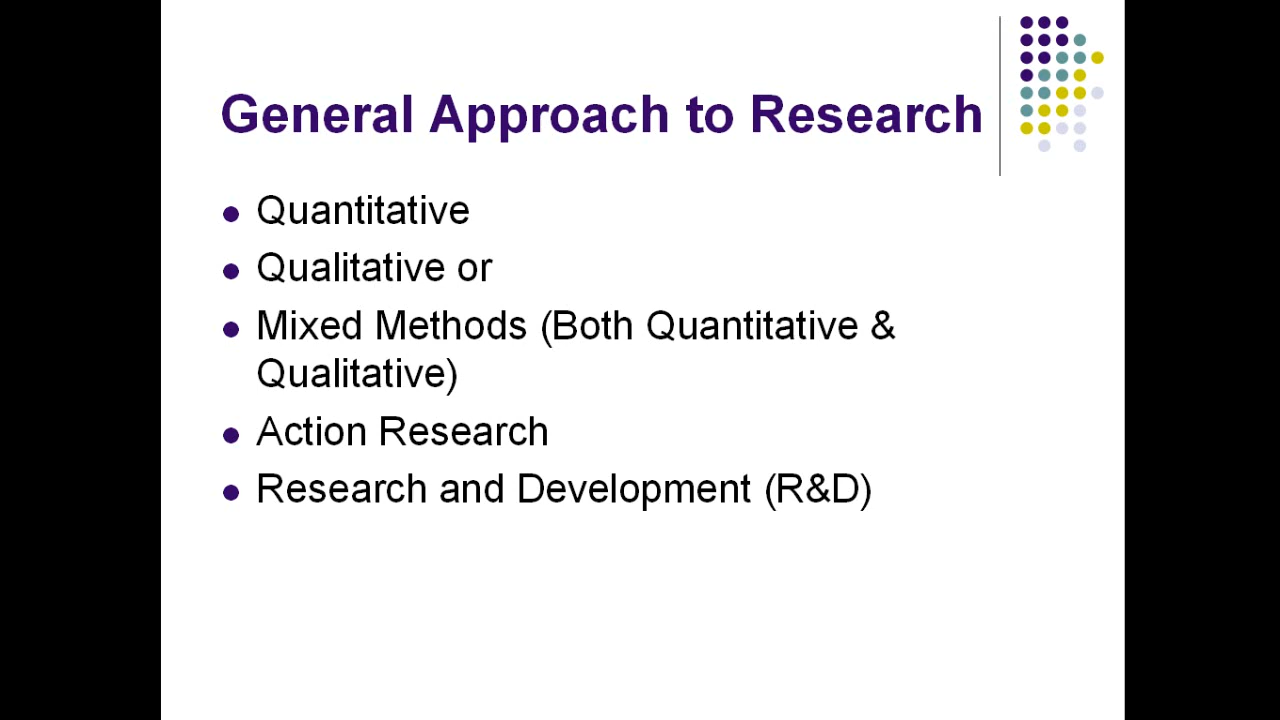 General Approach to Research
Quantitative
Qualitative or
Mixed Methods (Both Quantitative &
Qualitative)
Action Research
Research and Development (R&D)